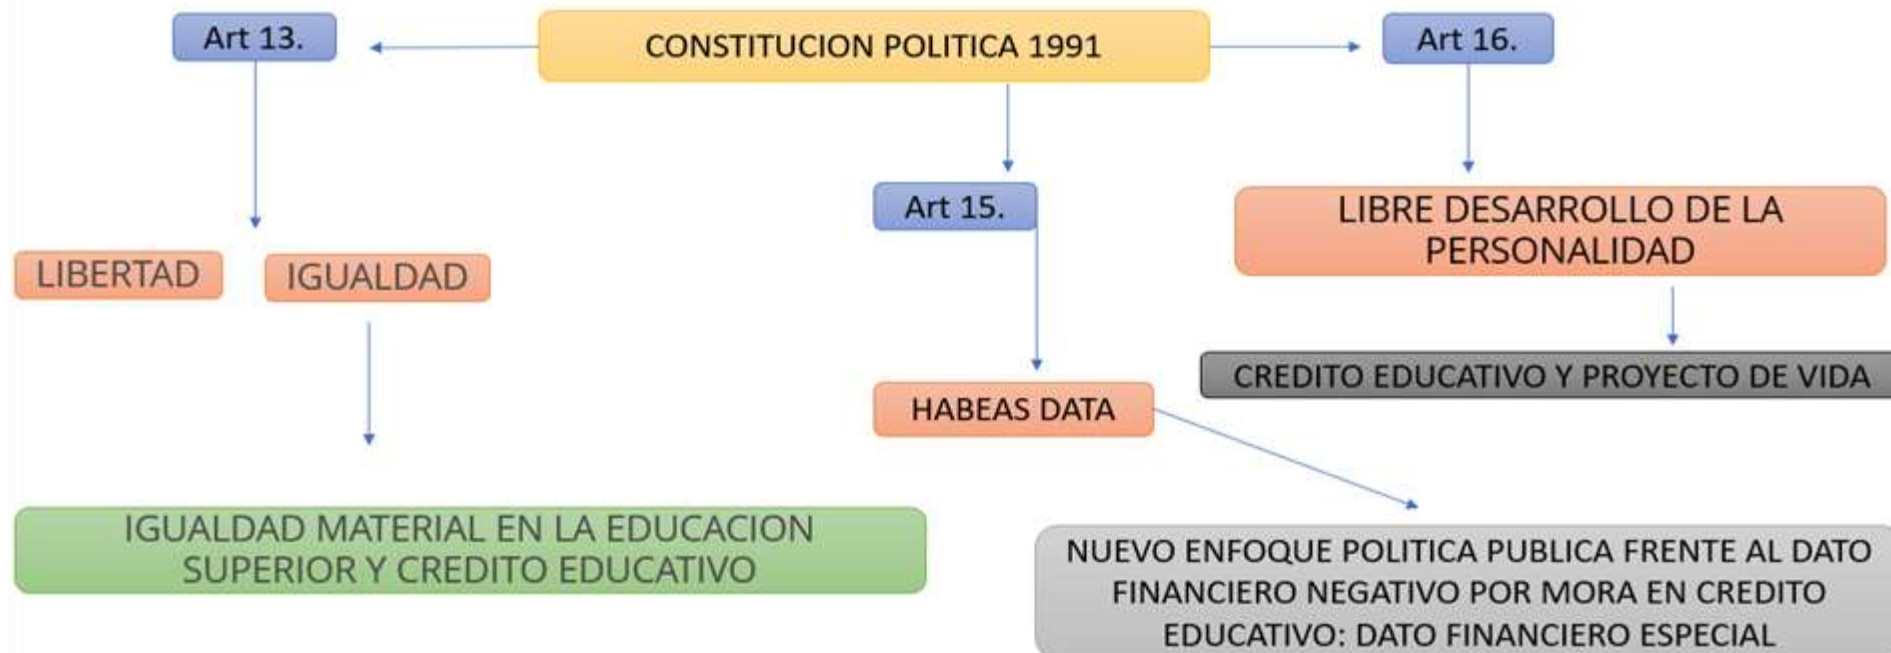 Art 13.
CONSTITUCION POLITICA 1991
Art 16.
Art 15.
LIBRE DESARROLLO DE LA
PERSONALIDAD
LIBERTAD
IGUALDAD
CREDITO EDUCATIVO Y PROYECTO DE VIDA
HABEAS DATA
IGUALDAD MATERIAL EN LA EDUCACION
SUPERIOR Y CREDITO EDUCATIVO
NUEVO ENFOQUE POLITICA PUBLICA FRENTE AL DATO
FINANCIERO NEGATIVO POR MORA EN CREDITO
EDUCATIVO: DATO FINANCIERO ESPECIAL